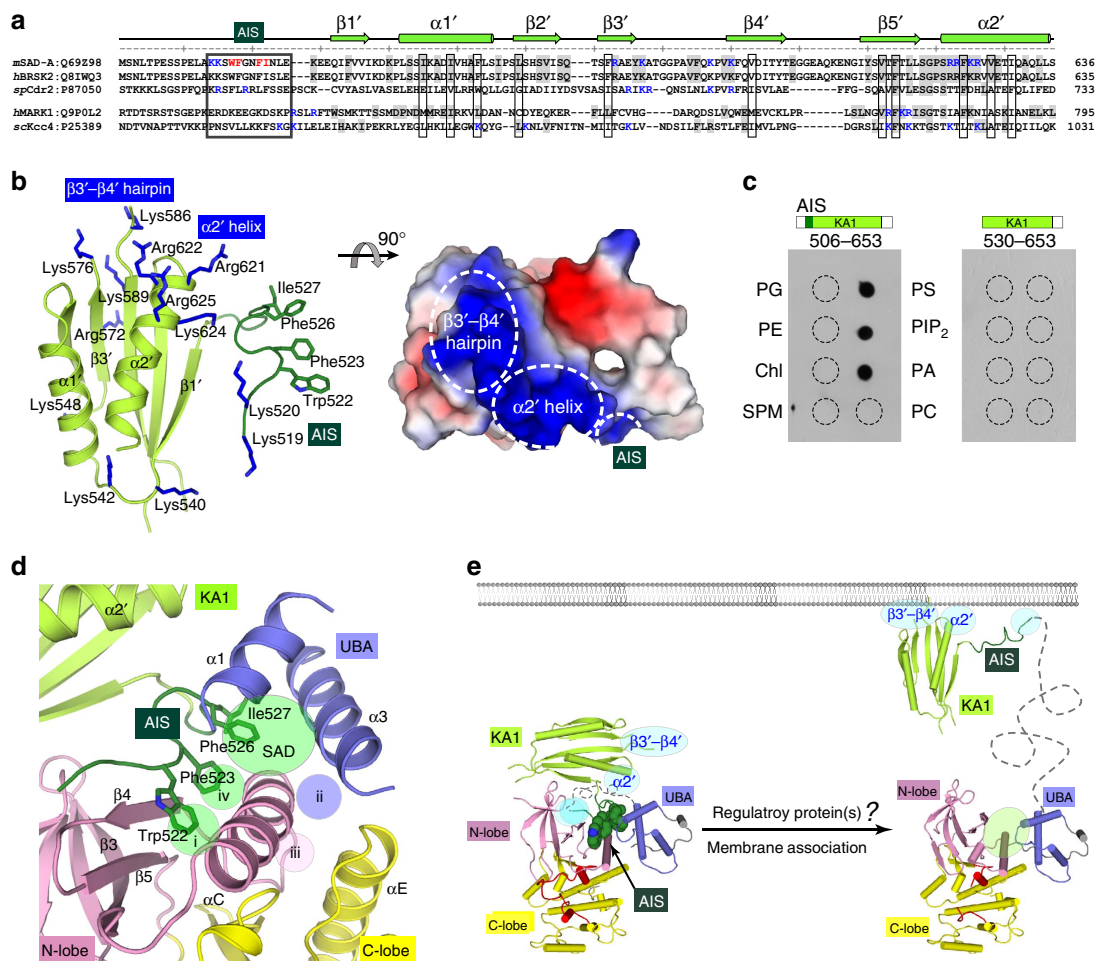 a
AIS β1′ α1′ β2′ β3′ β4′ β5′ α2′
mSAD-A:Q69Z98 MSNLTPESSPELAKKSWFGNFINLE-KEEQIFVVIKDKPLSSIKADIVHAFLSIPSLSHSVISQ---TSFRAEYKATGGPAVFQKPVKFQVDITYTEGGEAQKENGIYSVTFTLLSGPSRRFKRVVETIQAQLLS 636
hBRSK2:Q8IWQ3 635
spCdr2:P87050 733
hMARK1:Q9P0L2 795
scKcc4:P25389 1031
b
β3′–β4′ hairpin
Lys586
α2′ helix
Arg622
Lys576
Arg621
Lys589
Arg625
Ile527
Arg572
Lys624
Phe526
β3′
α2′
Phe523
α1′
β1′
Trp522
Lys548
Lys520
Lys519
AIS
Lys542
Lys540
90°
β3′–β4′
hairpin
α2′ helix
AIS
c
AIS
KA1 KA1
506–653 530–653
PG PS
PE PIP2
Chl PA
SPM PC
d
α2′
KA1
UBA
α1
α3
AIS
Ile527
Phe526
SAD
Phe523
iv
ii
β4
Trp522
i
iii
β3
β5
αC
αE
N-lobe
C-lobe
e
β3′–β4′
α2′
AIS
KA1
KA1
β3′–β4′
α2′
N-lobe
UBA
Regulatroy protein(s) ?
Membrane association
AIS
C-lobe
N-lobe
UBA
C-lobe